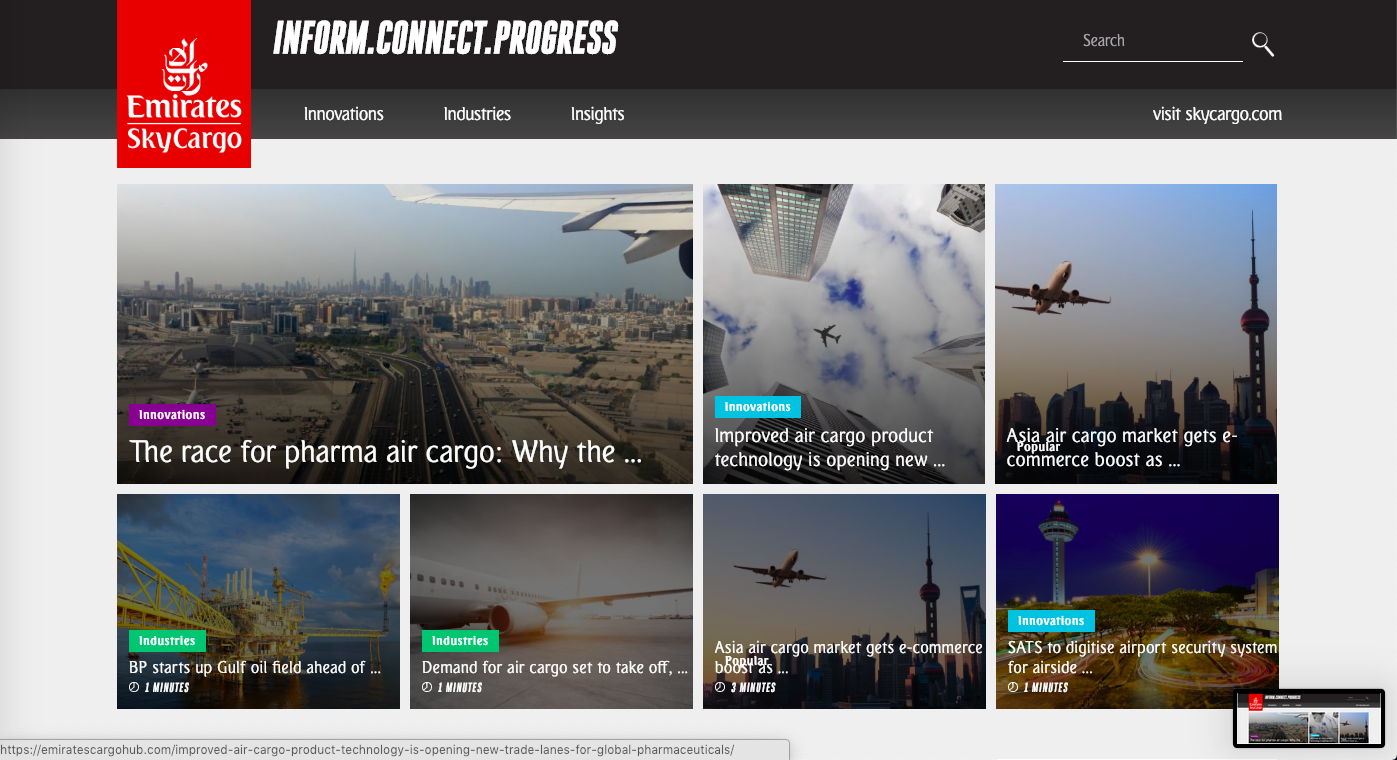 INFORM.CONNECT.PROGRESS
Search
Emirates
SkyCargo
Innovations
Industries
Insights
visit skycargo.com
Innovations
The race for pharma air cargo: Why the ...
Innovations
Improved air cargo product
technology is opening new ...
Popular
Asia air cargo market gets e-
commerce boost as ...
Industries
BP starts up Gulf oil field ahead of ...
1 MINUTES
Industries
Demand for air cargo set to take off, ...
1 MINUTES
Popular
Asia air cargo market gets e-commerce
boost as ...
3 MINUTES
Innovations
SATS to digitise airport security system
for airside ...
1 MINUTES
https://emiratescargohub.com/improved-air-cargo-product-technology-is-opening-new-trade-lanes-for-global-pharmaceuticals/